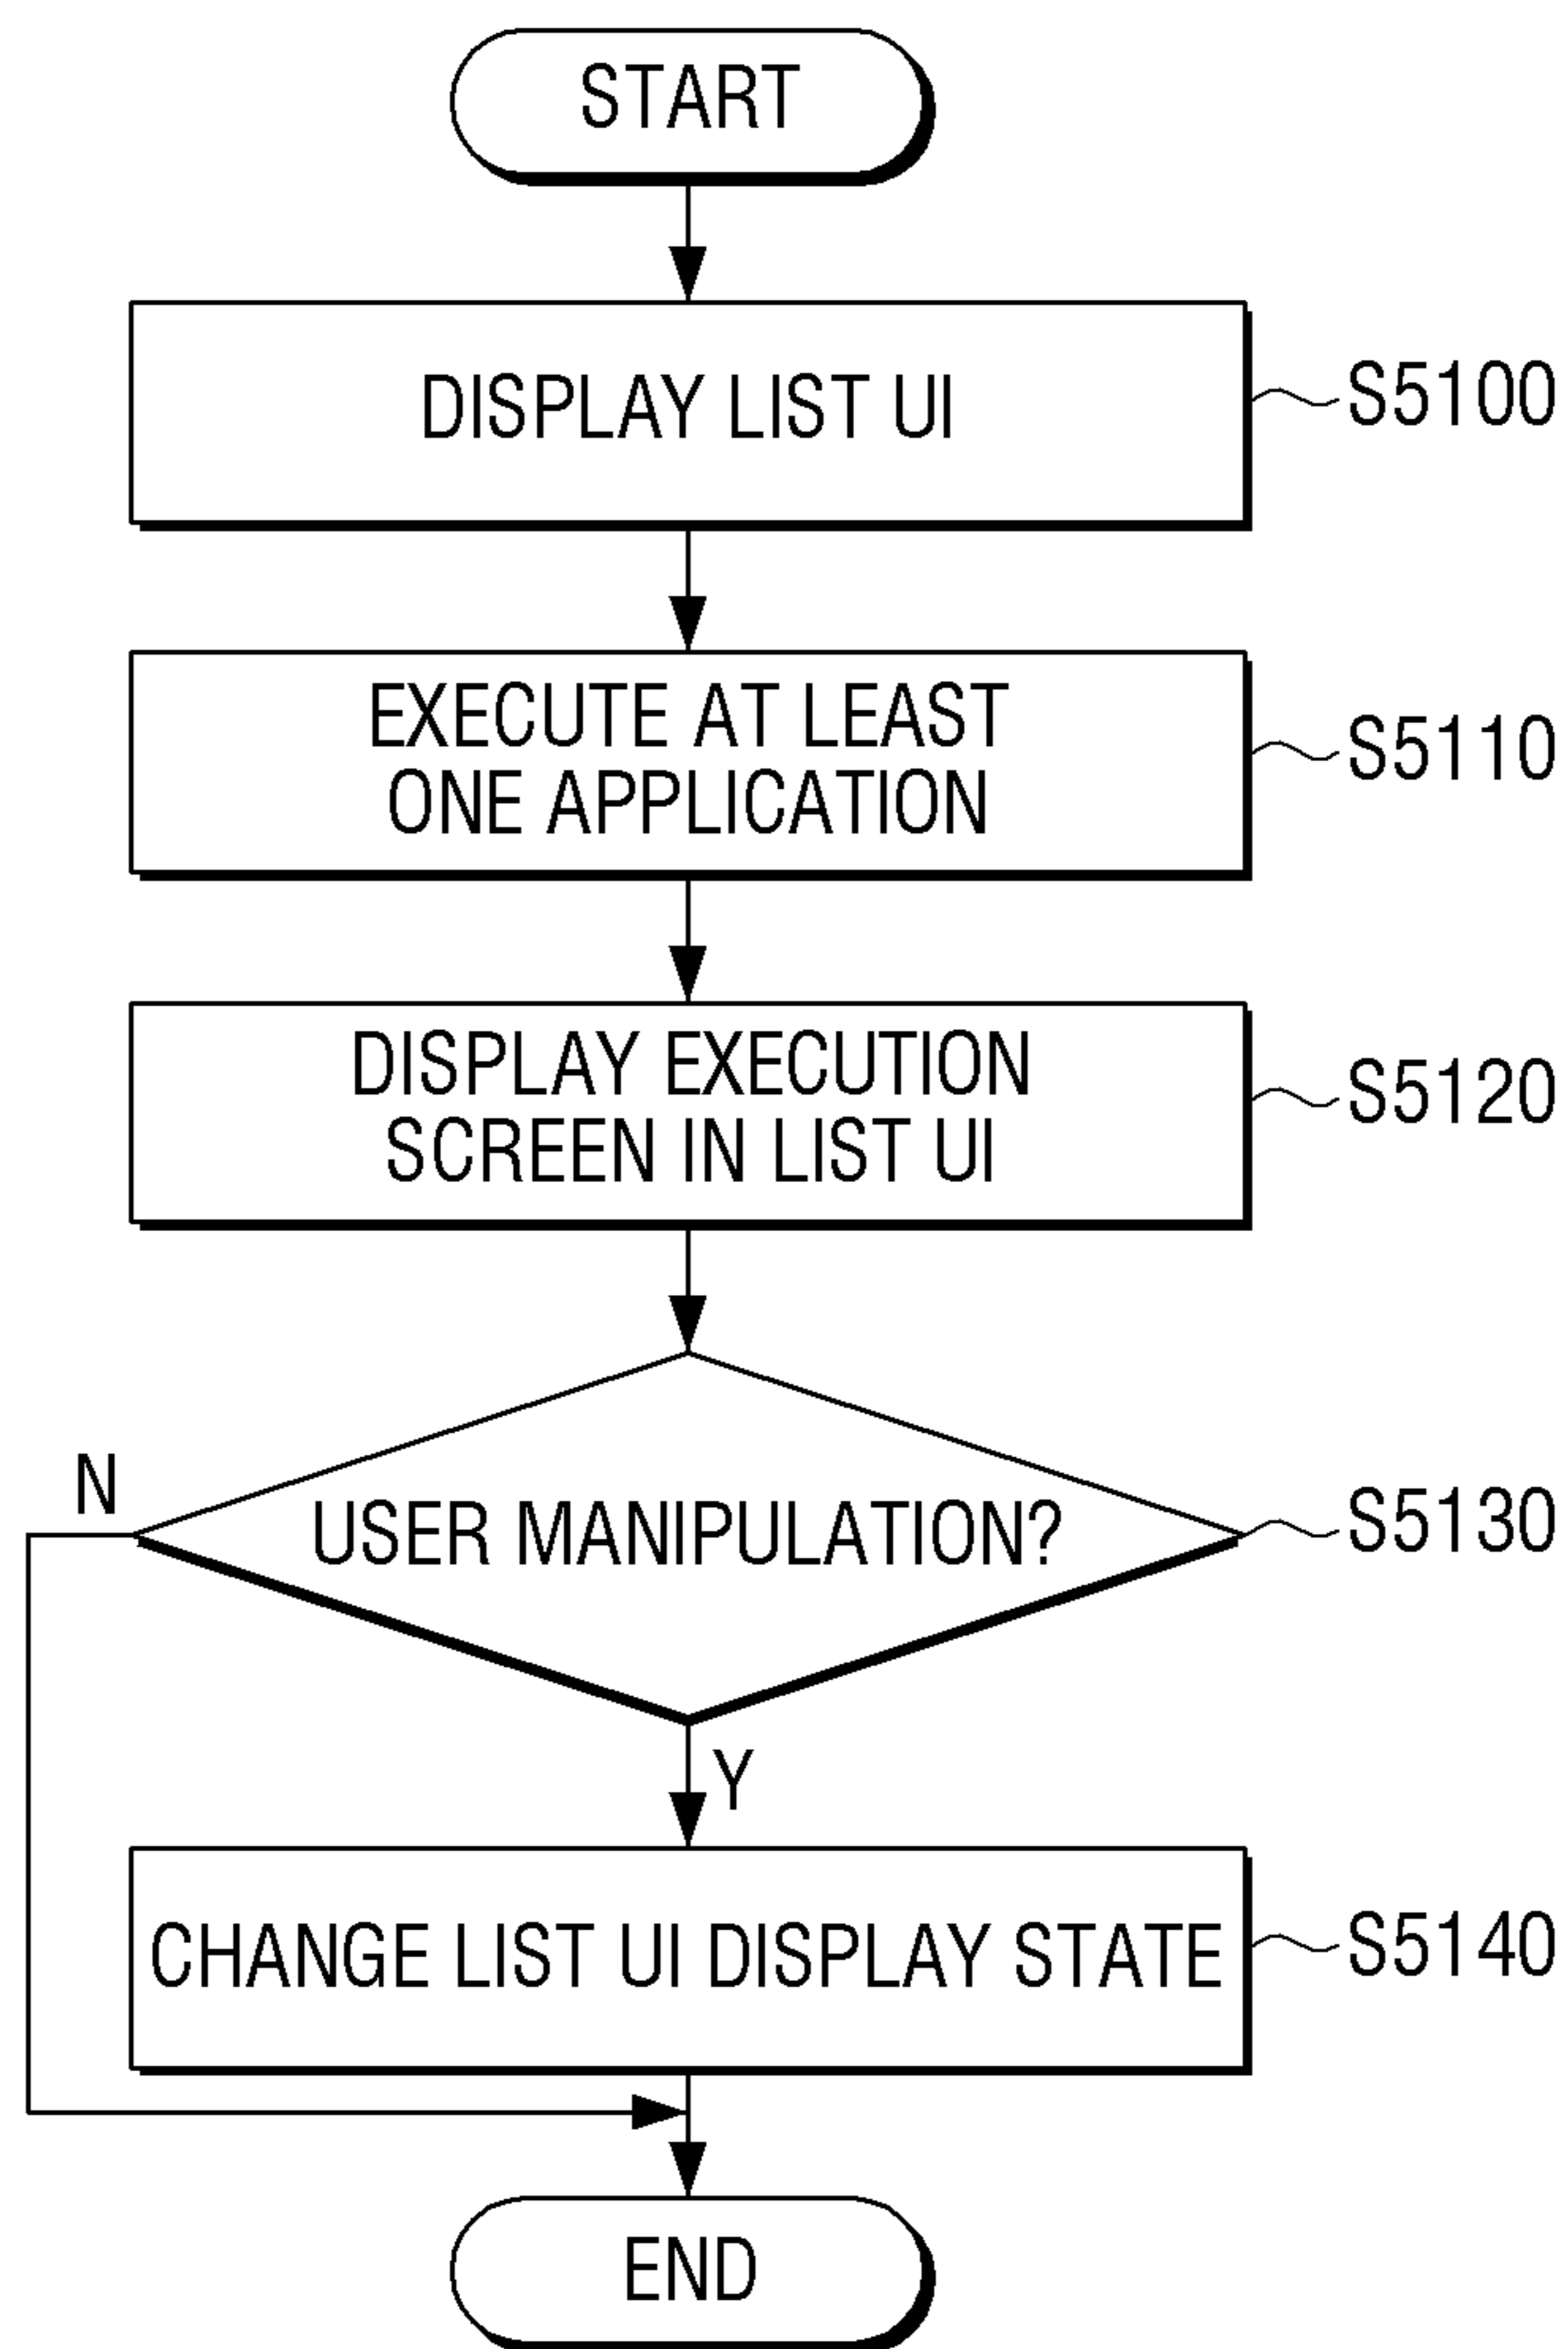 START
DISPLAY LIST UI
S5100
EXECUTE AT LEAST
ONE APPLICATION
S5110
DISPLAY EXECUTION
SCREEN IN LIST UI
S5120
USER MANIPULATION?
S5130
N
Y
CHANGE LIST UI DISPLAY STATE
S5140
END